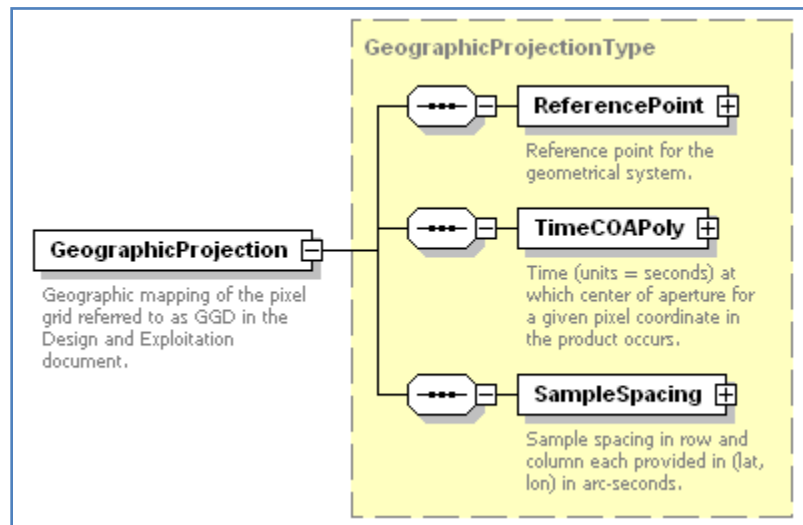 GeographicProjectionType
ReferencePoint
Reference point for the
geometrical system.
GeographicProjection
Geographic mapping of the pixel
grid referred to as GGD in the
Design and Exploitation
document.
TimeCOAPoly
Time (units = seconds) at
which center of aperture for
a given pixel coordinate in
the product occurs.
SampleSpacing
Sample spacing in row and
column each provided in (lat,
lon) in arc-seconds.